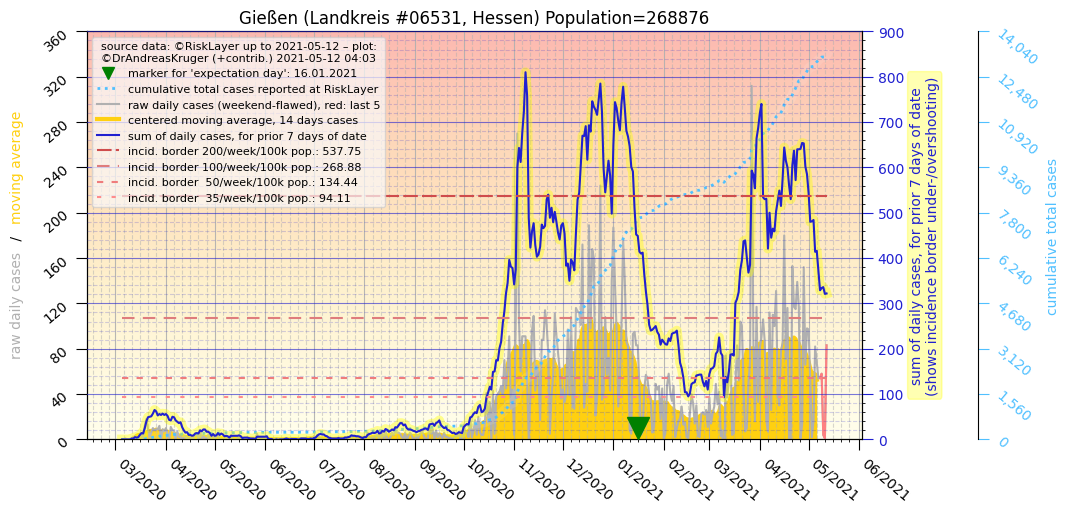 Gießen (Landkreis #06531, Hessen) Population=268876
source data: ©RiskLayer up to 2021-05-12 – plot:
©DrAndreasKruger (+contrib.) 2021-05-12 04:03
marker for 'expectation day': 16.01.2021
cumulative total cases reported at RiskLayer
raw daily cases (weekend-flawed), red: last 5
centered moving average, 14 days cases
sum of daily cases, for prior 7 days of date
incid. border 200/week/100k pop.: 537.75
incid. border 100/week/100k pop.: 268.88
incid. border 50/week/100k pop.: 134.44
incid. border 35/week/100k pop.: 94.11
raw daily cases / moving average
360
320
280
240
200
160
120
80
40
0
03/2020
04/2020
05/2020
06/2020
07/2020
08/2020
09/2020
10/2020
11/2020
12/2020
01/2021
02/2021
03/2021
04/2021
05/2021
06/2021
900
800
700
600
500
400
300
200
100
0
sum of daily cases, for prior 7 days of date
(shows incidence border under-/overshooting)
14,040
12,480
10,920
9,360
7,800
6,240
4,680
3,120
1,560
0
cumulative total cases